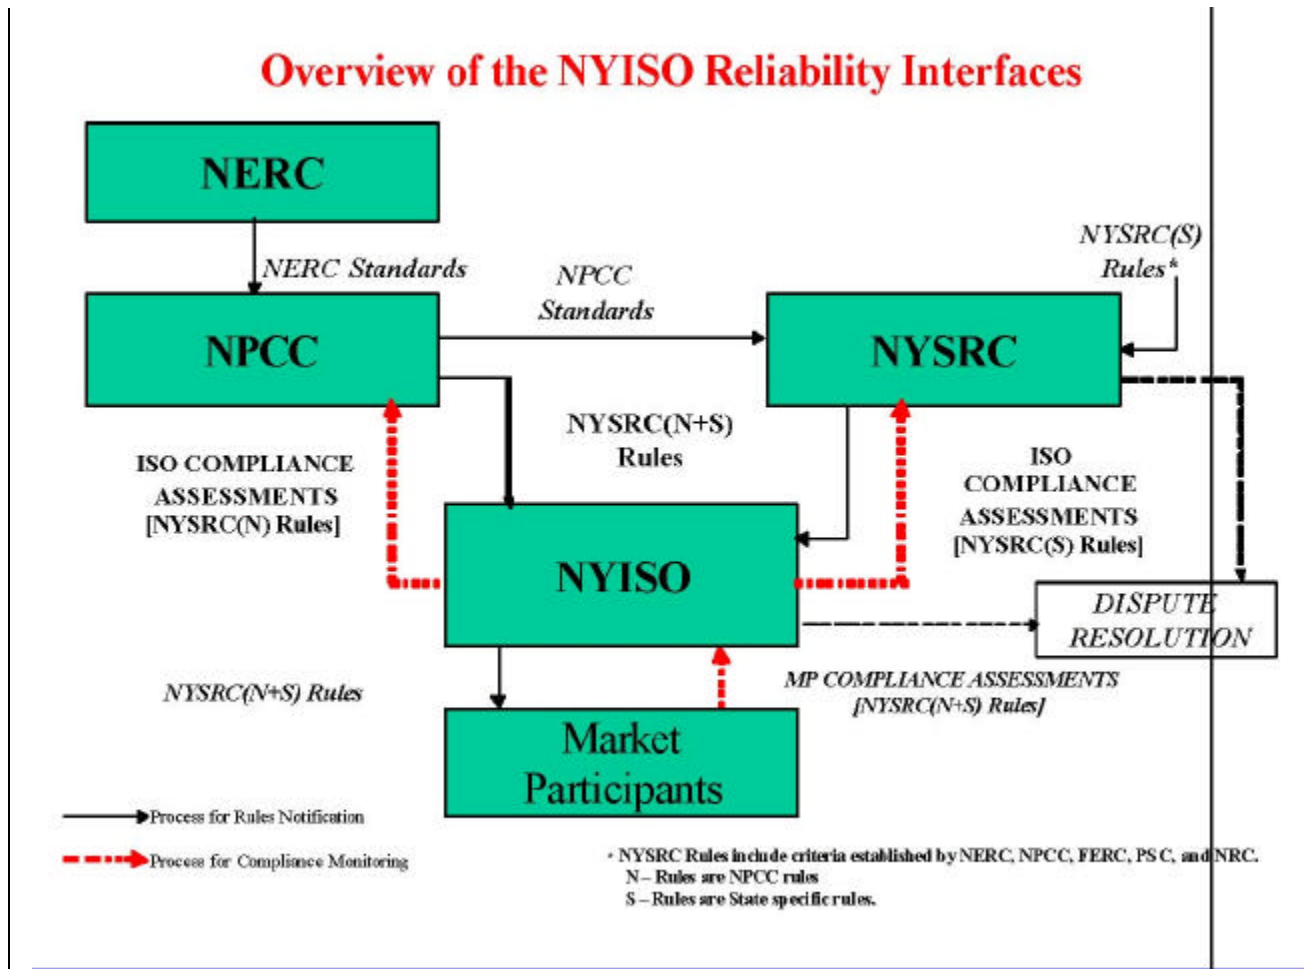 Overview of the NYISO Reliability Interfaces
NERC
NERC Standards
NPCC
Standards
NYSRC(S)
Rules*
NPCC
NYSRC
ISO COMPLIANCE
ASSESSMENTS
[NYSRC(N) Rules]
NYSRC(N+S)
Rules
ISO
COMPLIANCE
ASSESSMENTS
[NYSRC(S) Rules]
NYISO
DISPUTE
RESOLUTION
NYSRC(N+S) Rules
MP COMPLIANCE ASSESSMENTS
[NYSRC(N+S) Rules]
Market
Participants
Process for Rules Notification
Process for Compliance Monitoring
* NYSRC Rules include criteria established by NERC, NPCC, FERC, PSC, and NRC.
N – Rules are NPCC rules
S – Rules are State specific rules.